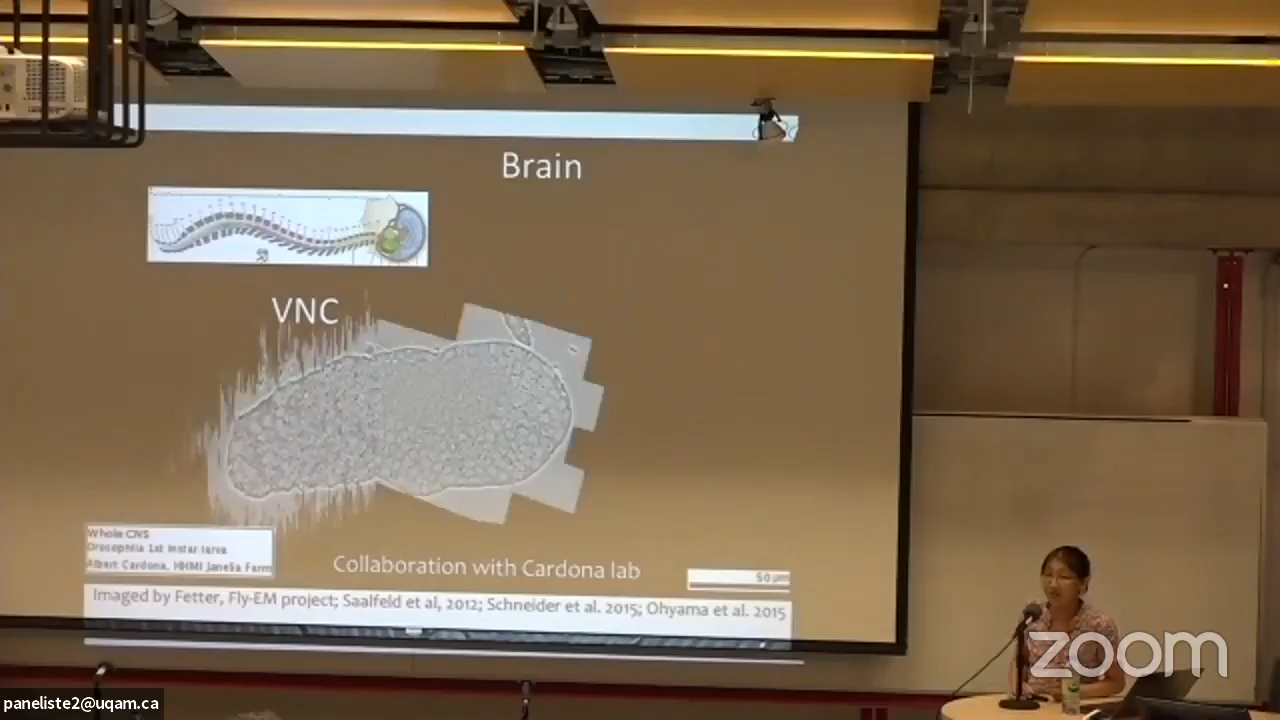 Brain
VNC
Whole CNS
Drosophila 1st instar larva
Albert Cardona, HHMI Janelia Farm
Collaboration with Cardona lab
50 µm
Imaged by Fetter, Fly-EM project; Saalfeld et al, 2012; Schneider et al. 2015; Ohyama et al. 2015
zoom
paneliste2@uqam.ca